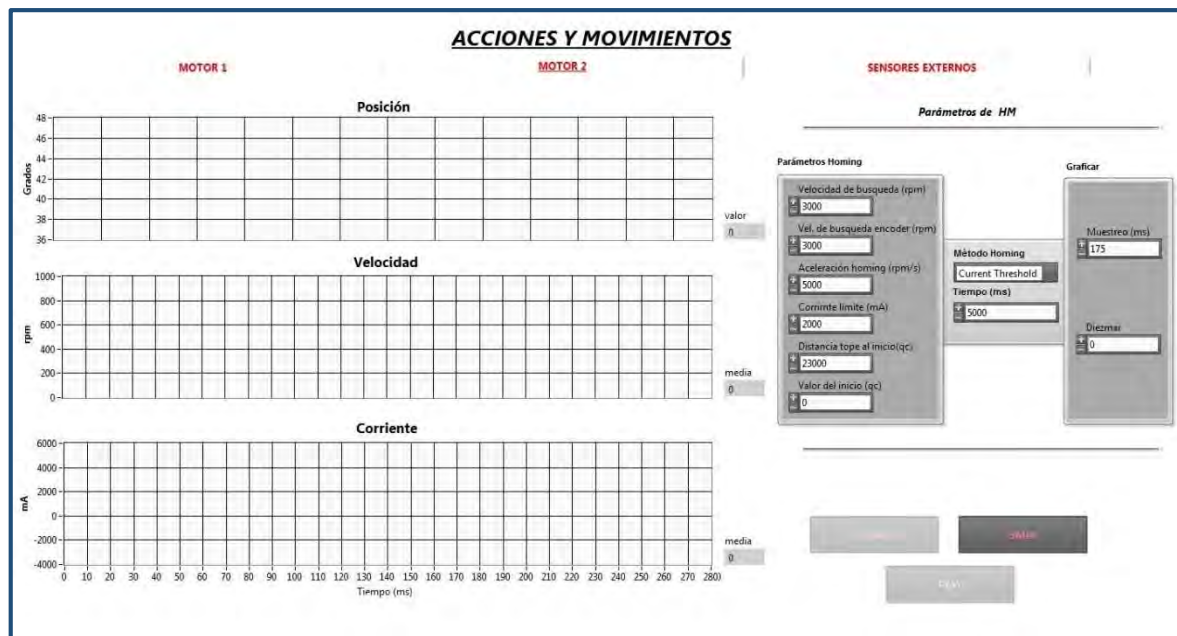 ACCIONES Y MOVIMIENTOS
MOTOR 1
MOTOR 2
SENSORES EXTERNOS
Posición
Grados
48
46
44
42
40
38
36
valor
0
Velocidad
rpm
1000
800
600
400
200
0
media
0
Corriente
mA
6000
4000
2000
0
-2000
-4000
media
0
0 10 20 30 40 50 60 70 80 90 100 110 120 130 140 150 160 170 180 190 200 210 220 230 240 250 260 270 280
Tiempo (ms)
Parámetros de HM
Parámetros Homing
Velocidad de busqueda (rpm)
3000
Vel. de busqueda encoder (rpm)
3000
Aceleración homing (rpm/s)
5000
Corrinte limite (mA)
2000
Distancia tope al inicio(qc)
23000
Valor del inicio (qc)
0
Método Homing
Current Threshold
Tiempo (ms)
5000
Graficar
Muestreo (ms)
175
Diezmar
0